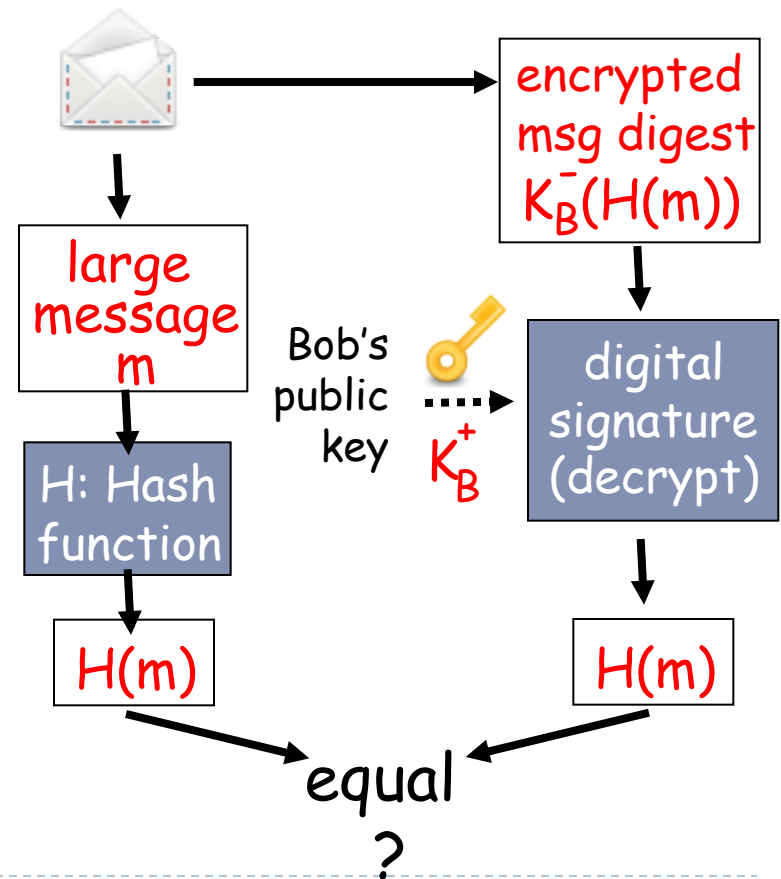 encrypted
msg digest
K_B^-(H(m))
large
message
m
Bob's
public
key
K_B^+
digital
signature
(decrypt)
H: Hash
function
H(m)
H(m)
equal
?